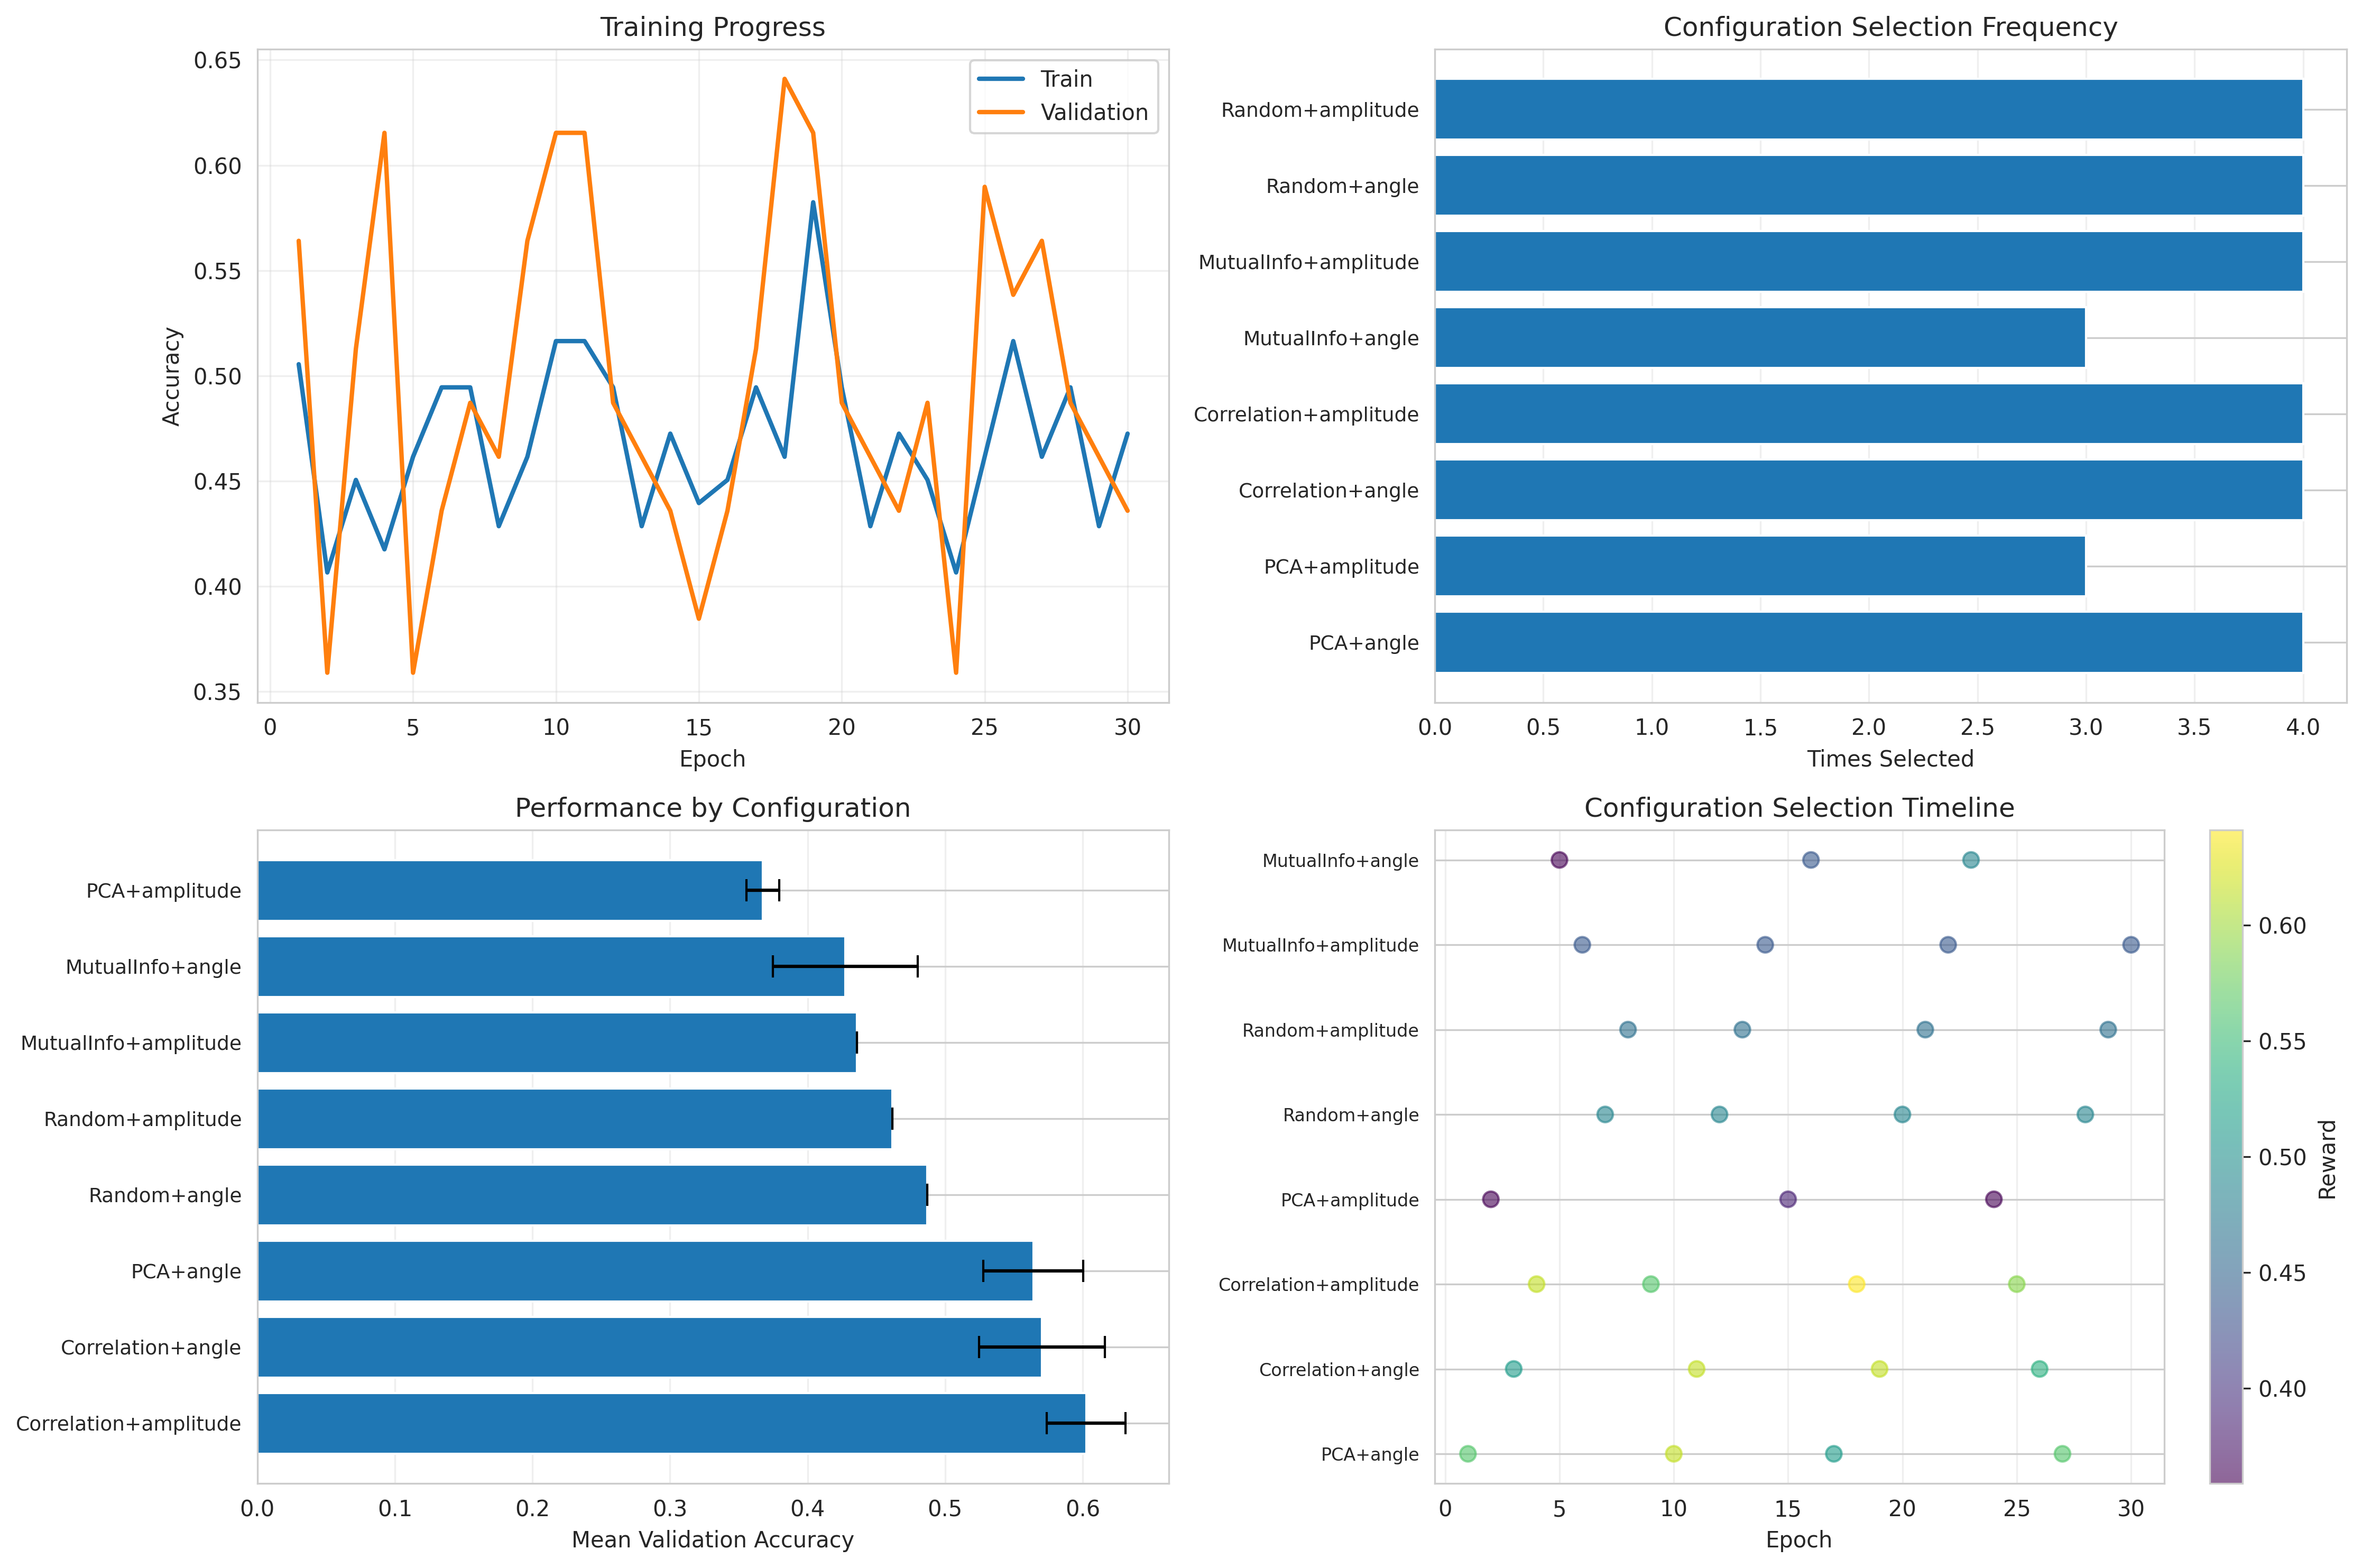 Training Progress
Train
Validation
0.65
0.60
0.55
0.50
0.45
0.40
0.35
Accuracy
0 5 10 15 20 25 30
Epoch
Configuration Selection Frequency
Random+amplitude
Random+angle
MutualInfo+amplitude
MutualInfo+angle
Correlation+amplitude
Correlation+angle
PCA+amplitude
PCA+angle
0.0 0.5 1.0 1.5 2.0 2.5 3.0 3.5 4.0
Times Selected
Performance by Configuration
PCA+amplitude
MutualInfo+angle
MutualInfo+amplitude
Random+amplitude
Random+angle
PCA+angle
Correlation+angle
Correlation+amplitude
0.0 0.1 0.2 0.3 0.4 0.5 0.6
Mean Validation Accuracy
Configuration Selection Timeline
MutualInfo+angle
MutualInfo+amplitude
Random+amplitude
Random+angle
PCA+amplitude
Correlation+amplitude
Correlation+angle
PCA+angle
0 5 10 15 20 25 30
Epoch
0.60
0.55
0.50
0.45
0.40
Reward